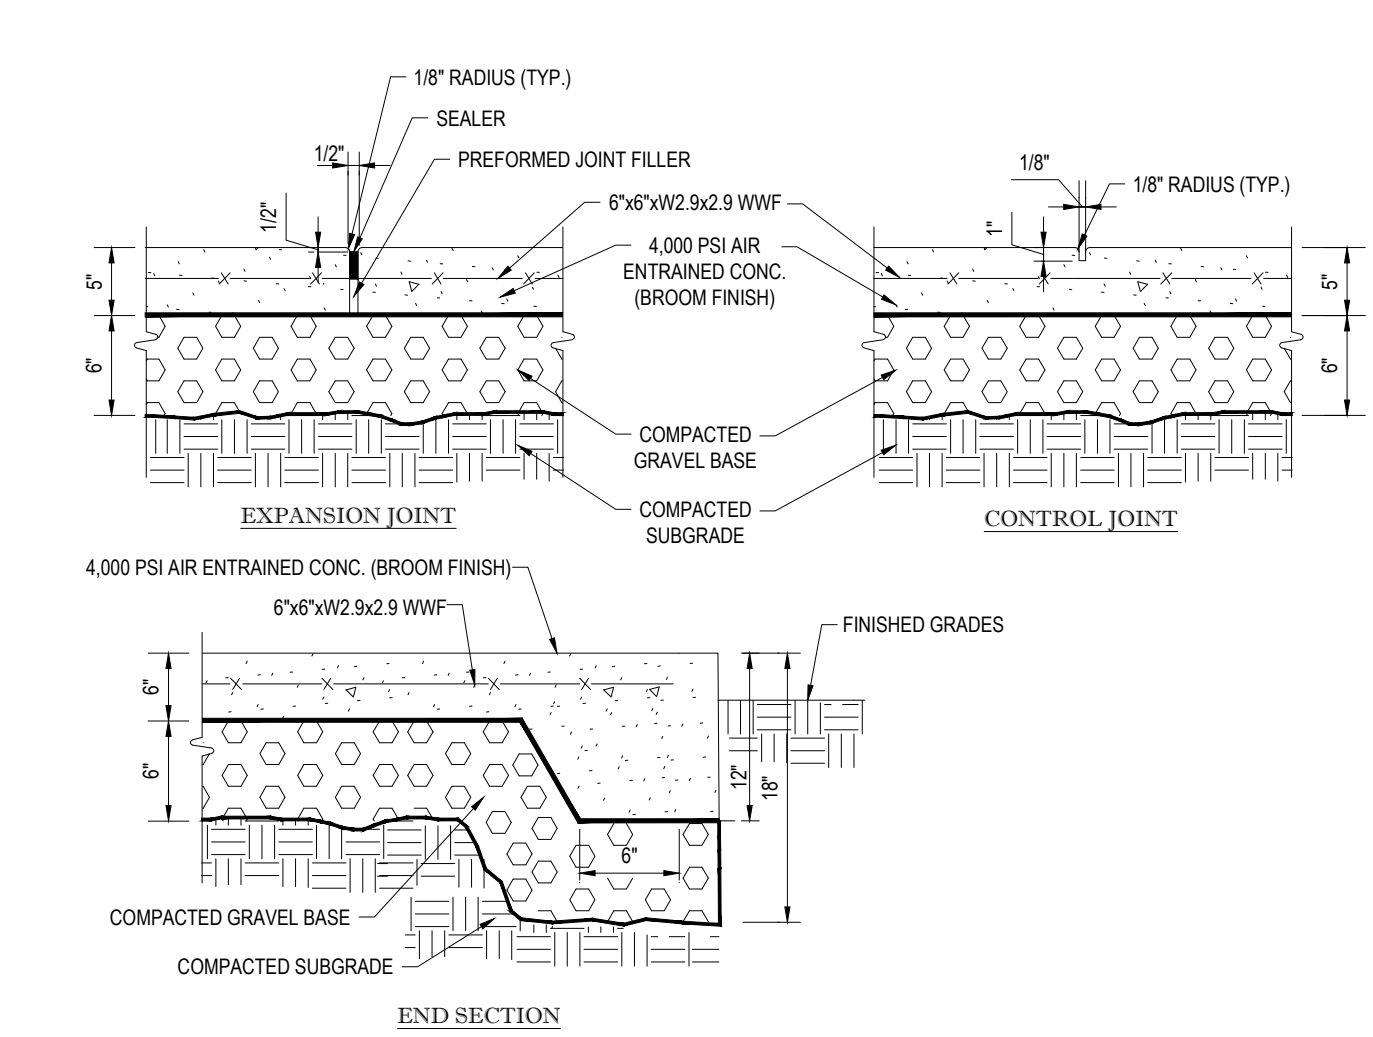 1/8" RADIUS (TYP.)
SEALER
1/2"
PREFORMED JOINT FILLER
1/2"
6"x6"xW2.9x2.9 WWF
4,000 PSI AIR
ENTRAINED CONC.
(BROOM FINISH)
5"
6"
COMPACTED
GRAVEL BASE
COMPACTED
SUBGRADE
EXPANSION JOINT
1/8"
1/8" RADIUS (TYP.)
1"
5"
6"
CONTROL JOINT
4,000 PSI AIR ENTRAINED CONC. (BROOM FINISH)
6"x6"xW2.9x2.9 WWF
FINISHED GRADES
6"
6"
12"
18"
6"
COMPACTED GRAVEL BASE
COMPACTED SUBGRADE
END SECTION